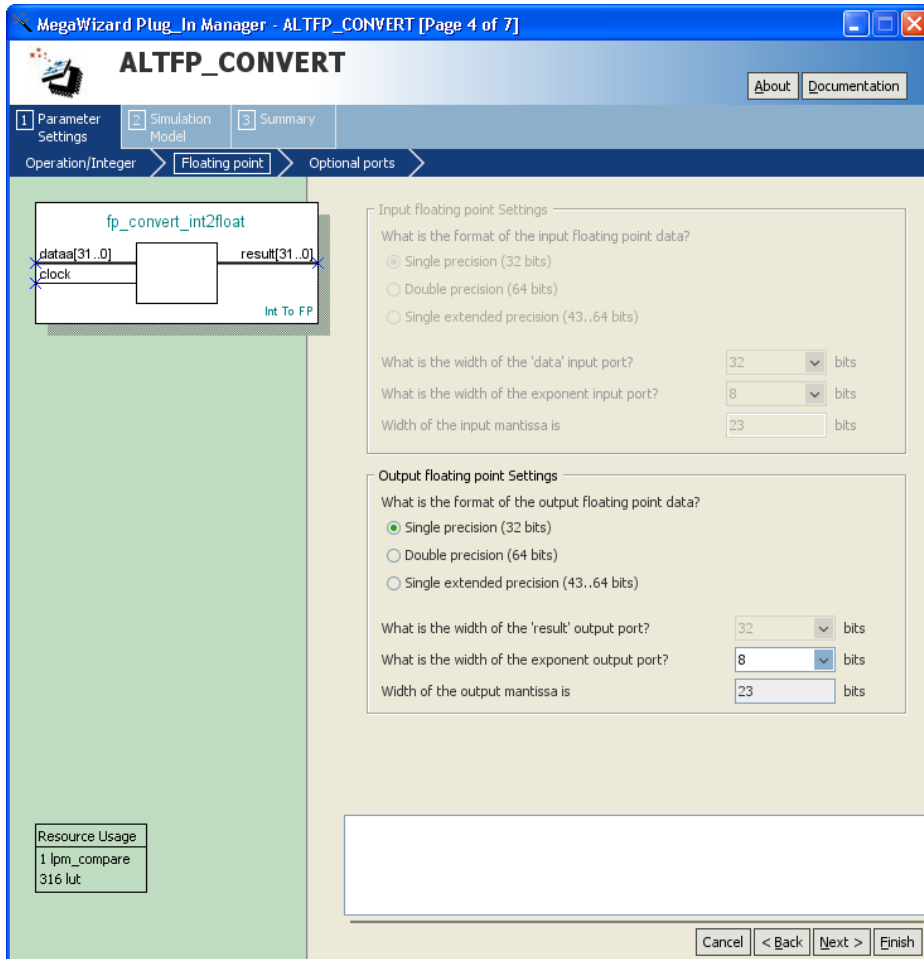 MegaWizard Plug_In Manager - ALTFP_CONVERT [Page 4 of 7]
ALTFP_CONVERT
About Documentation
1 Parameter Settings
2 Simulation Model
3 Summary
Operation/Integer Floating point Optional ports
fp_convert_int2float
dataa[31..0] result[31..0]
clock
Int To FP
Input floating point Settings
What is the format of the input floating point data?
Single precision (32 bits)
Double precision (64 bits)
Single extended precision (43..64 bits)
What is the width of the 'data' input port? 32 bits
What is the width of the exponent input port? 8 bits
Width of the input mantissa is 23 bits
Output floating point Settings
What is the format of the output floating point data?
Single precision (32 bits)
Double precision (64 bits)
Single extended precision (43..64 bits)
What is the width of the 'result' output port? 32 bits
What is the width of the exponent output port? 8 bits
Width of the output mantissa is 23 bits
Resource Usage
1 lpm_compare
316 lut
Cancel < Back Next > Finish